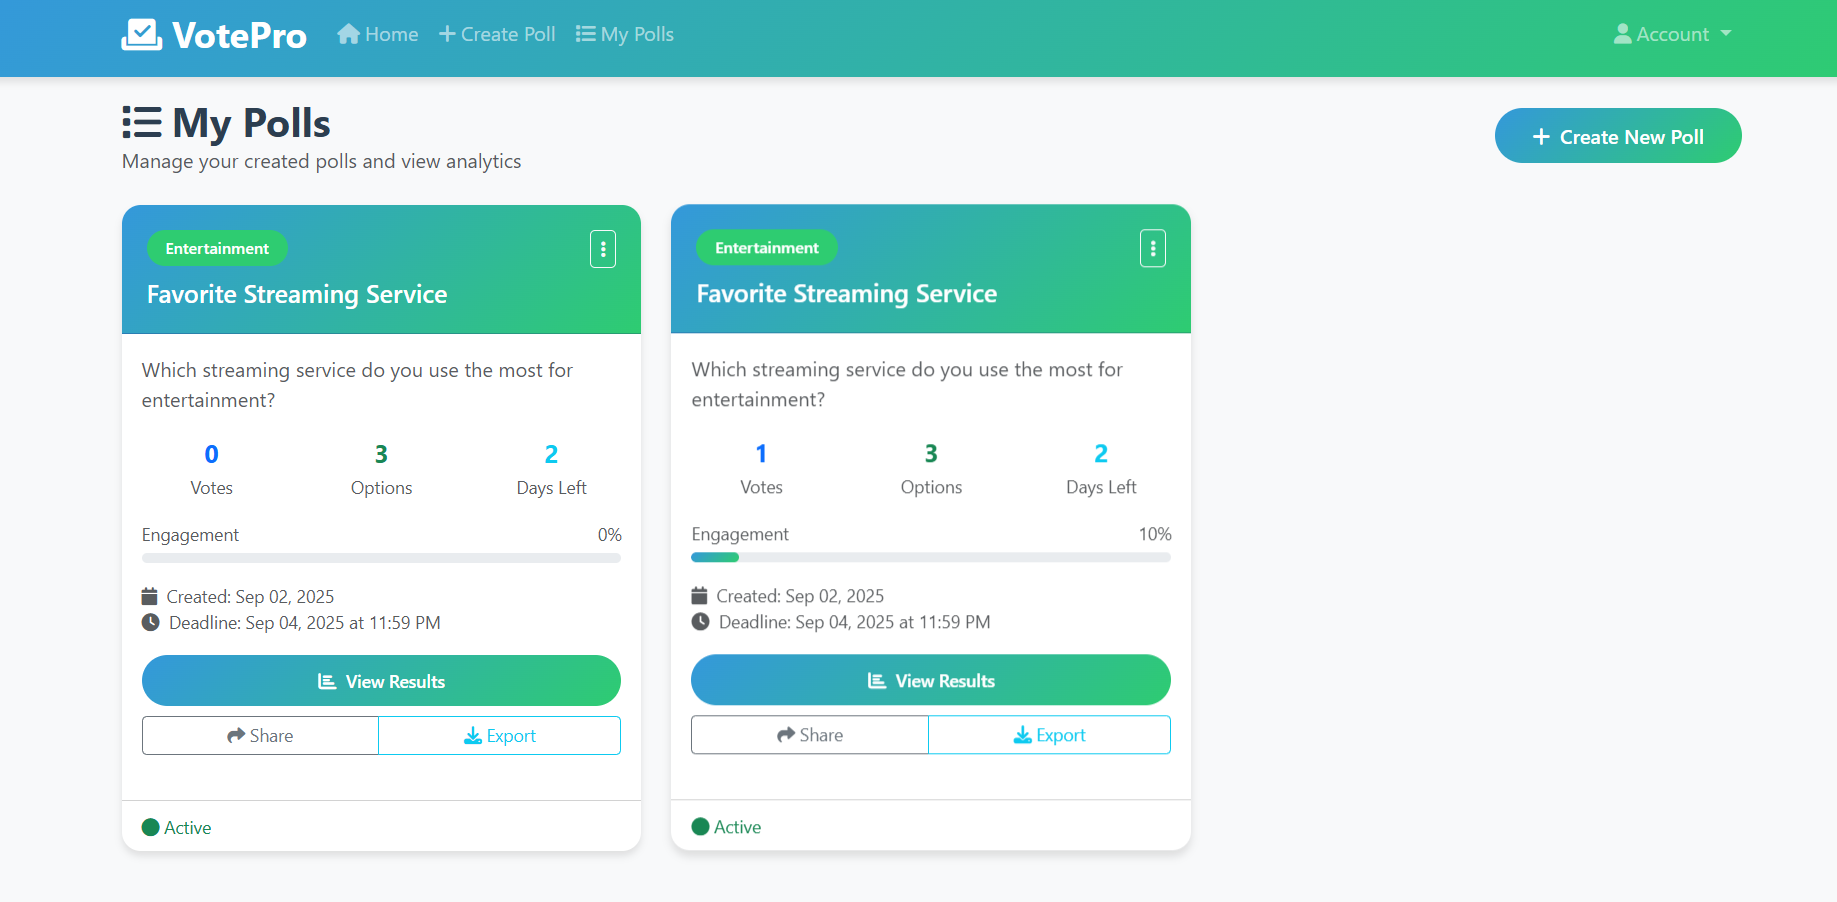 VotePro
Home
Create Poll
My Polls
Account
My Polls
Manage your created polls and view analytics
Create New Poll
Entertainment
Favorite Streaming Service
Which streaming service do you use the most for
entertainment?
0
3
2
Votes
Options
Days Left
Engagement
0%
Created: Sep 02, 2025
Deadline: Sep 04, 2025 at 11:59 PM
View Results
Share
Export
Active
Entertainment
Favorite Streaming Service
Which streaming service do you use the most for
entertainment?
1
3
2
Votes
Options
Days Left
Engagement
10%
Created: Sep 02, 2025
Deadline: Sep 04, 2025 at 11:59 PM
View Results
Share
Export
Active